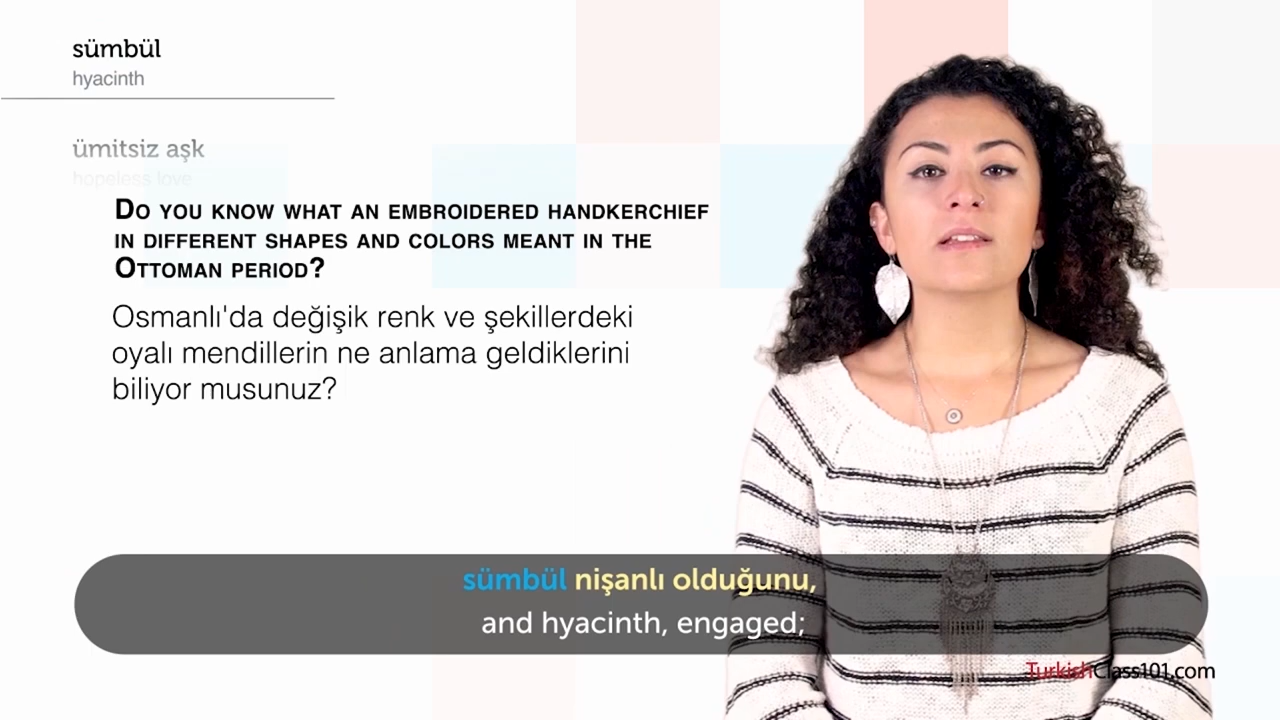 sümbül
hyacinth
ümitsiz aşk
hopeless love
DO YOU KNOW WHAT AN EMBROIDERED HANDKERCHIEF
IN DIFFERENT SHAPES AND COLORS MEANT IN THE
OTTOMAN PERIOD?
Osmanlı'da değişik renk ve şekillerdeki
oyalı mendillerin ne anlama geldiklerini
biliyor musunuz?
sümbül nişanlı olduğunu,
and hyacinth, engaged;
TurkishClass101.com